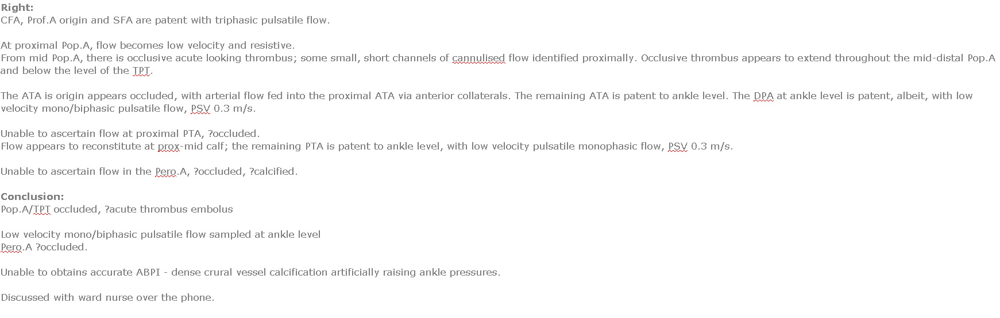 Right:
CFA, Prof.A origin and SFA are patent with triphasic pulsatile flow.
At proximal Pop.A, flow becomes low velocity and resistive.
From mid Pop.A, there is occlusive acute looking thrombus; some small, short channels of cannulised flow identified proximally. Occlusive thrombus appears to extend throughout the mid-distal Pop.A
and below the level of the TPT.
The ATA is origin appears occluded, with arterial flow fed into the proximal ATA via anterior collaterals. The remaining ATA is patent to ankle level. The DPA at ankle level is patent, albeit, with low
velocity mono/biphasic pulsatile flow, PSV 0.3 m/s.
Unable to ascertain flow at proximal PTA, ?occluded.
Flow appears to reconstitute at prox-mid calf; the remaining PTA is patent to ankle level, with low velocity pulsatile monophasic flow, PSV 0.3 m/s.
Unable to ascertain flow in the Pero.A, ?occluded, ?calcified.
Conclusion:
Pop.A/TPT occluded, ?acute thrombus embolus
Low velocity mono/biphasic pulsatile flow sampled at ankle level
Pero.A ?occluded.
Unable to obtains accurate ABPI - dense crural vessel calcification artificially raising ankle pressures.
Discussed with ward nurse over the phone.